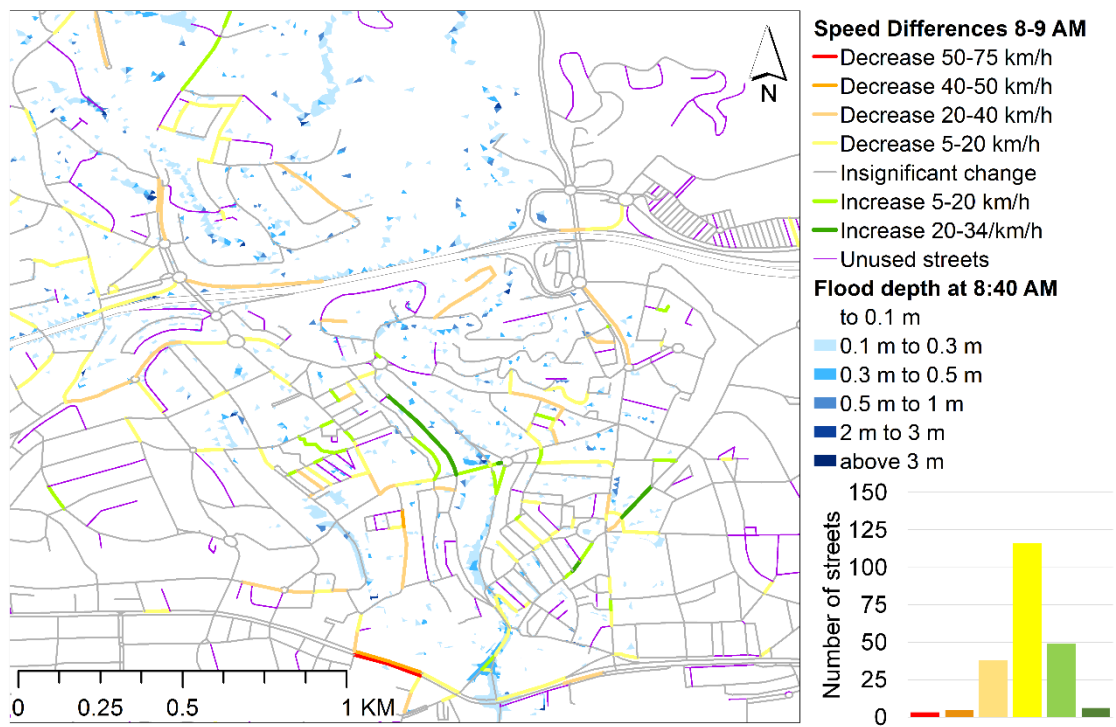 N
0 0.25 0.5 1 KM
Speed Differences 8-9 AM
Decrease 50-75 km/h
Decrease 40-50 km/h
Decrease 20-40 km/h
Decrease 5-20 km/h
Insignificant change
Increase 5-20 km/h
Increase 20-34/km/h
Unused streets
Flood depth at 8:40 AM
to 0.1 m
0.1 m to 0.3 m
0.3 m to 0.5 m
0.5 m to 1 m
2 m to 3 m
above 3 m
Number of streets
150
125
100
75
50
25
0